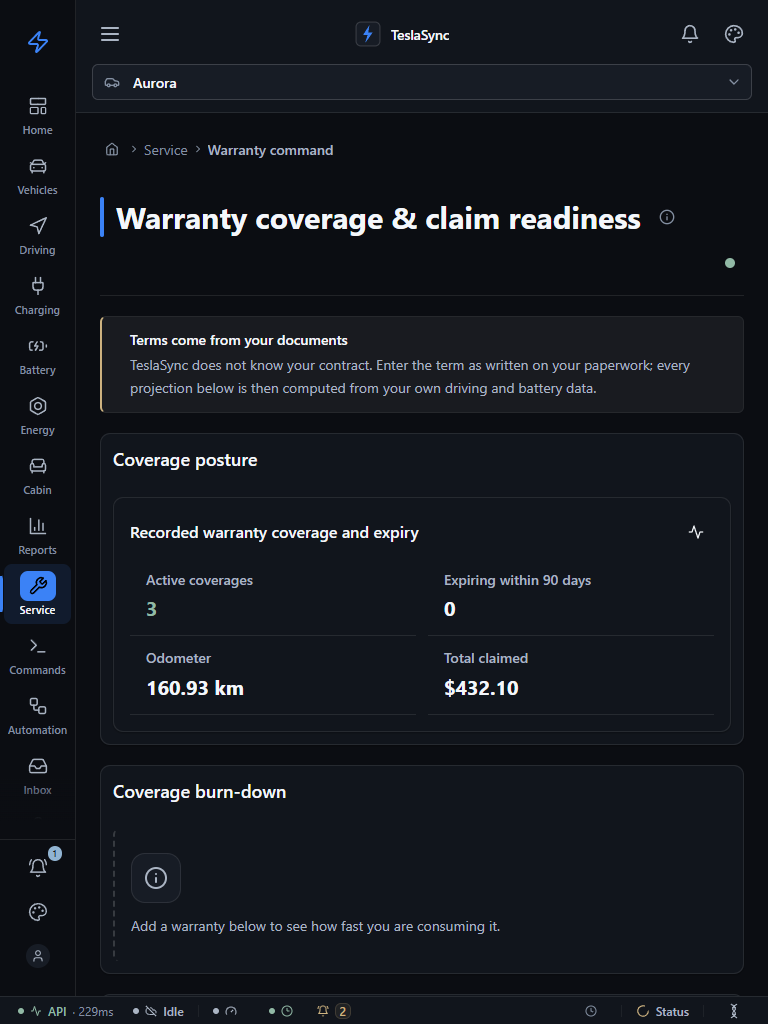 TeslaSync
Aurora
Home
Vehicles
Driving
Charging
Battery
Energy
Cabin
Reports
Service
Commands
Automation
Inbox
1
Service
Warranty command
Warranty coverage & claim readiness
Terms come from your documents
TeslaSync does not know your contract. Enter the term as written on your paperwork; every
projection below is then computed from your own driving and battery data.
Coverage posture
Recorded warranty coverage and expiry
Active coverages
3
Expiring within 90 days
0
Odometer
160.93 km
Total claimed
$432.10
Coverage burn-down
Add a warranty below to see how fast you are consuming it.
API · 229ms
Idle
2
Status